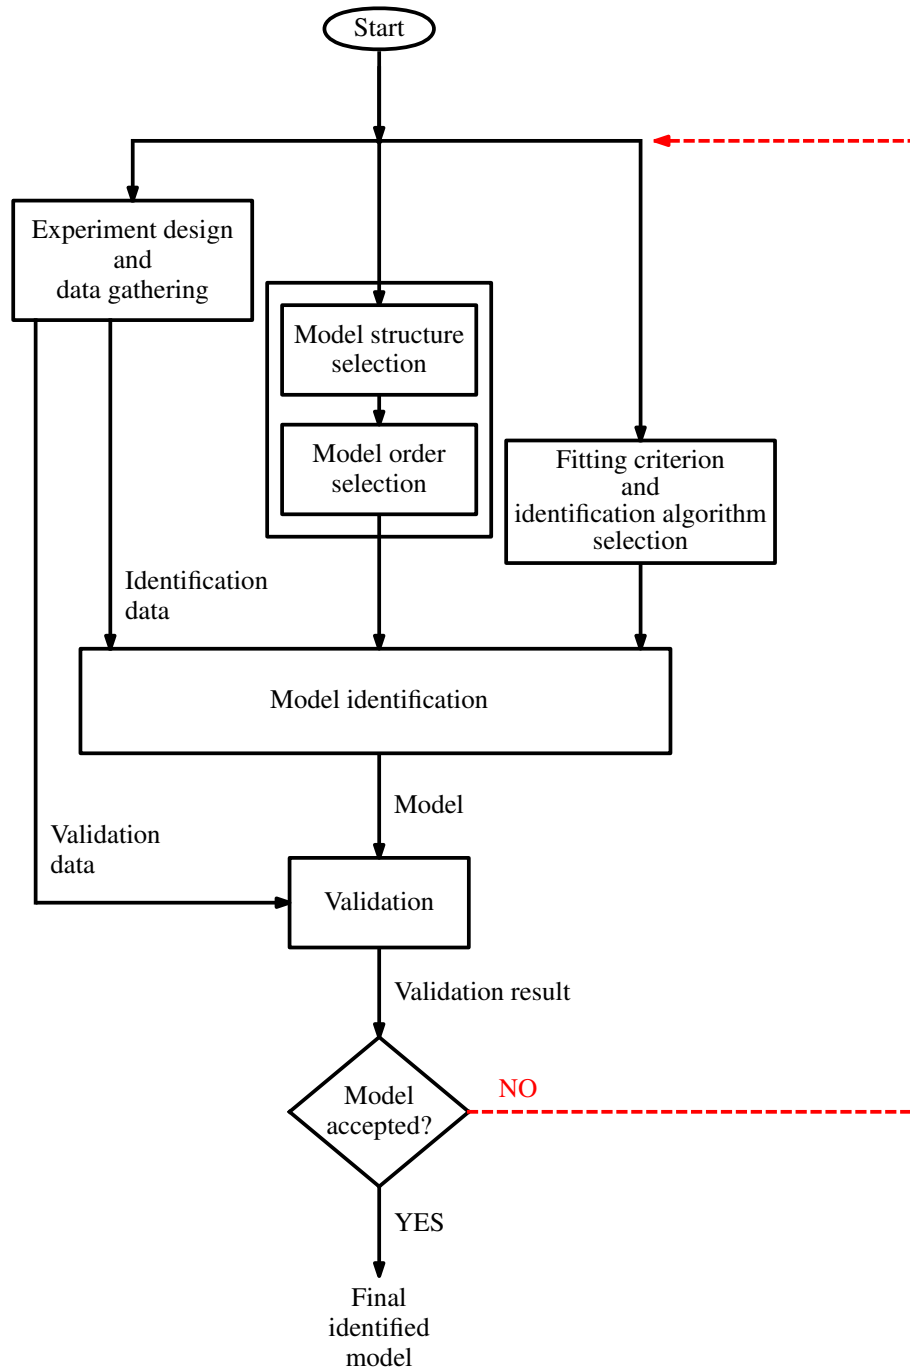 Start
Experiment design
and
data gathering
Model structure
selection
Model order
selection
Fitting criterion
and
identification algorithm
selection
Identification
data
Model identification
Model
Validation
data
Validation
Validation result
Model
accepted?
NO
YES
Final
identified
model